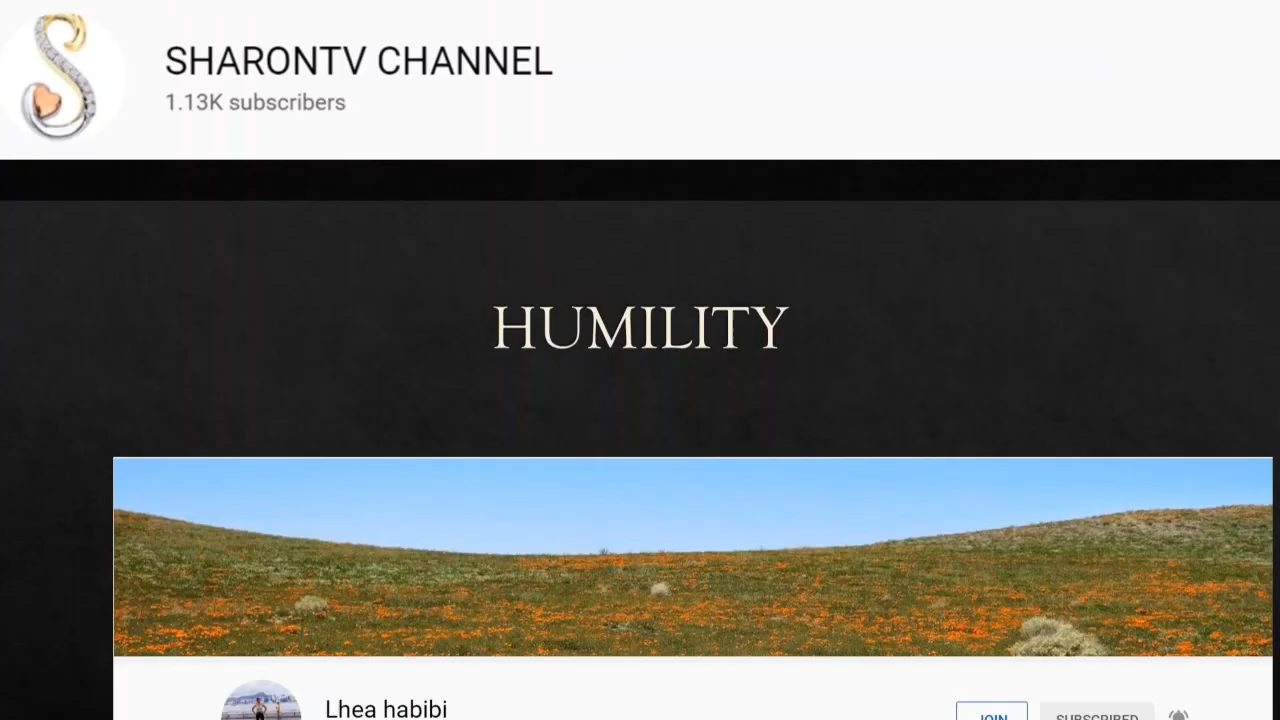 SHARONTV CHANNEL
1.13K subscribers
HUMILITY
Lhea habibi
JOIN
SUBSCRIBED